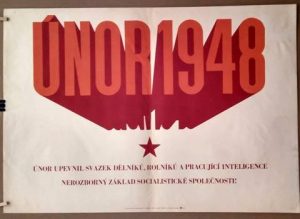 ÚNOR 1948
ÚNOR UPEVNIL SVAZEK DĚLNÍKŮ, ROLNÍKŮ A PRACUJÍCÍ INTELIGENCE
NEROZBORNÝ ZÁKLAD SOCIALISTICKÉ SPOLEČNOSTI!